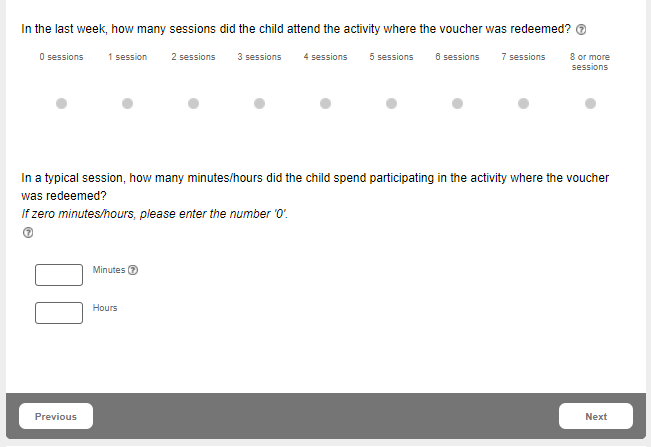 In the last week, how many sessions did the child attend the activity where the voucher was redeemed? ?
0 sessions 1 session 2 sessions 3 sessions 4 sessions 5 sessions 6 sessions 7 sessions 8 or more
sessions
In a typical session, how many minutes/hours did the child spend participating in the activity where the voucher
was redeemed?
If zero minutes/hours, please enter the number '0'.
?
Minutes ?
Hours
Previous Next